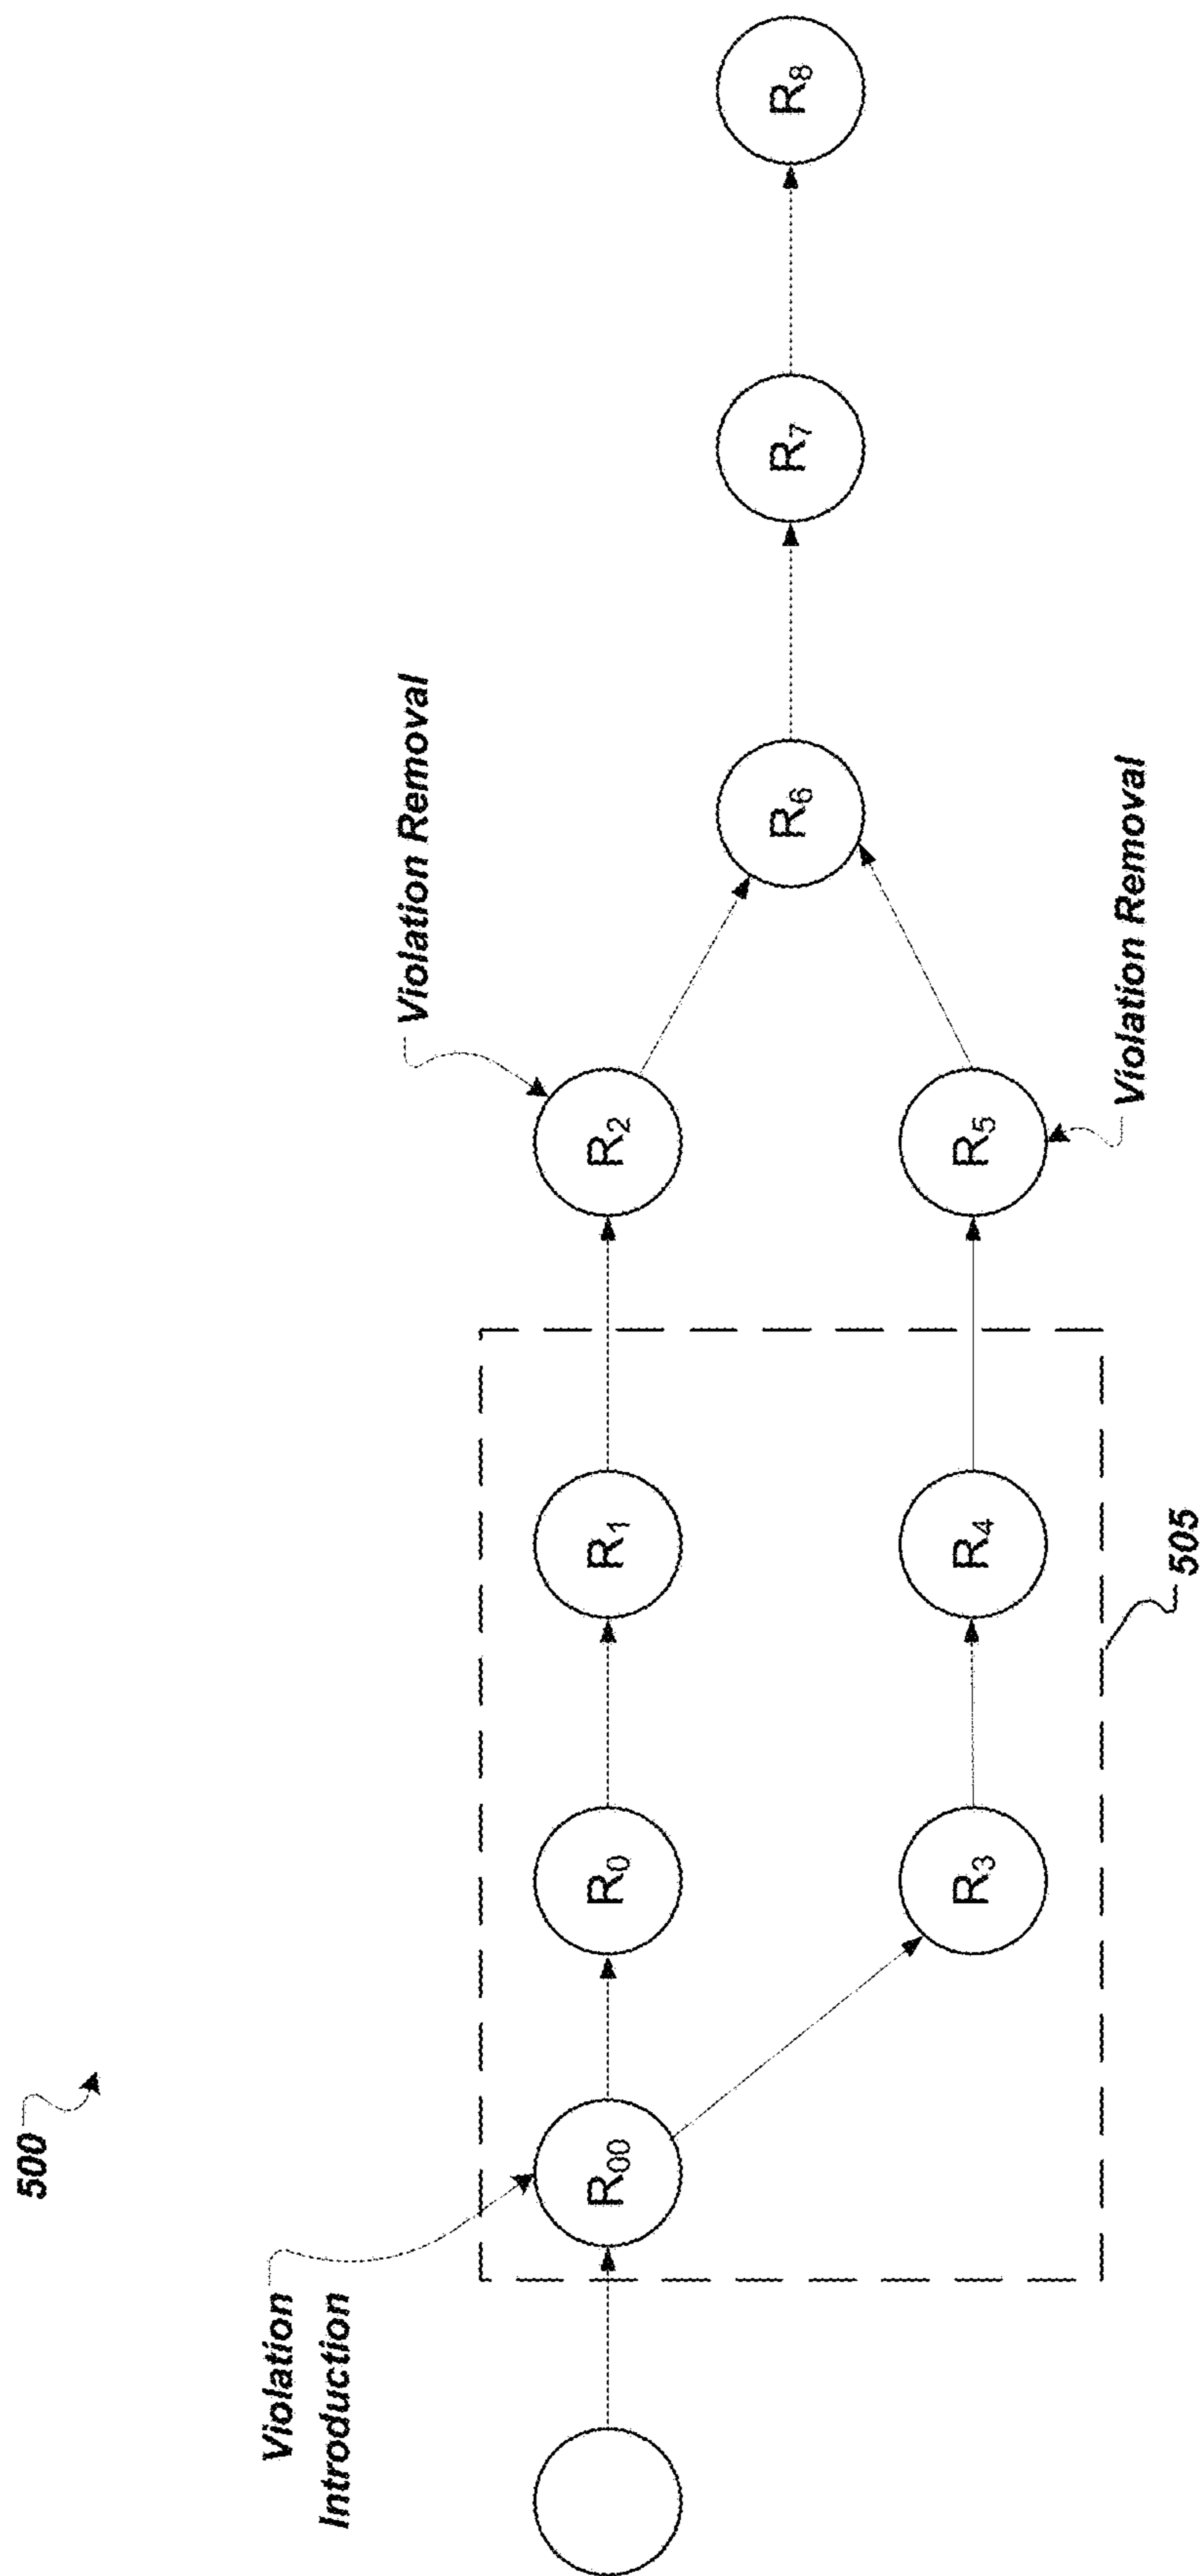 500
Violation
Introduction
Violation Removal
R00
R0
R1
R2
R6
R7
R8
R3
R4
R5
505
Violation Removal